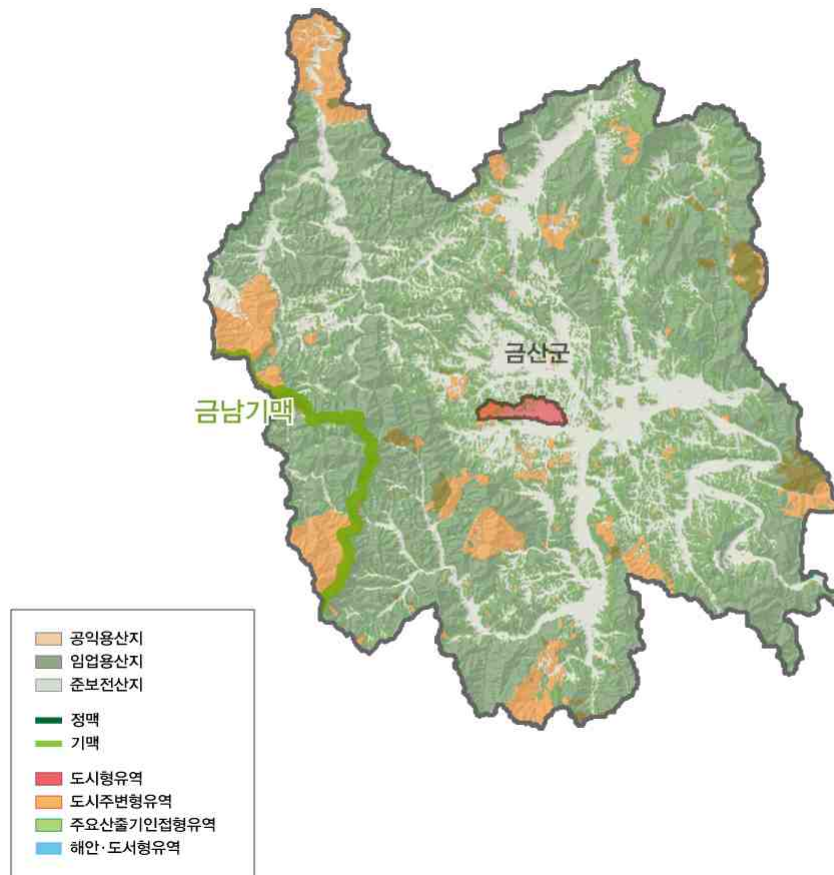 금산군
금남기맥
공익용산지
임업용산지
준보전산지
정맥
기맥
도시형유역
도시주변형유역
주요산줄기인접형유역
해안·도서형유역